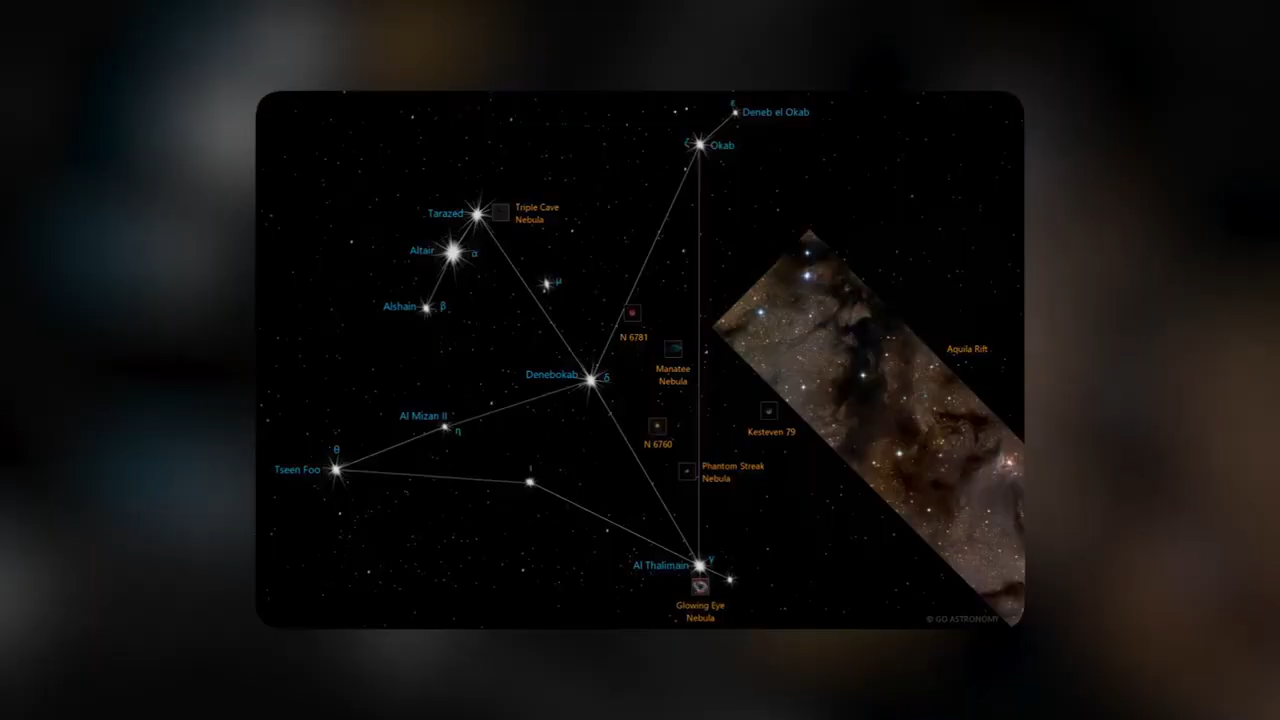 ε
Deneb el Okab
ζ
Okab
Tarazed
Triple Cave
Nebula
Altair
α
μ
Alshain
β
N 6781
Manatee
Nebula
Aquila Rift
Denebokab
δ
Al Mizan II
η
Kesteven 79
N 6760
θ
Tseen Foo
ι
Phantom Streak
Nebula
Al Thalimain
γ
Glowing Eye
Nebula
© GO ASTRONOMY